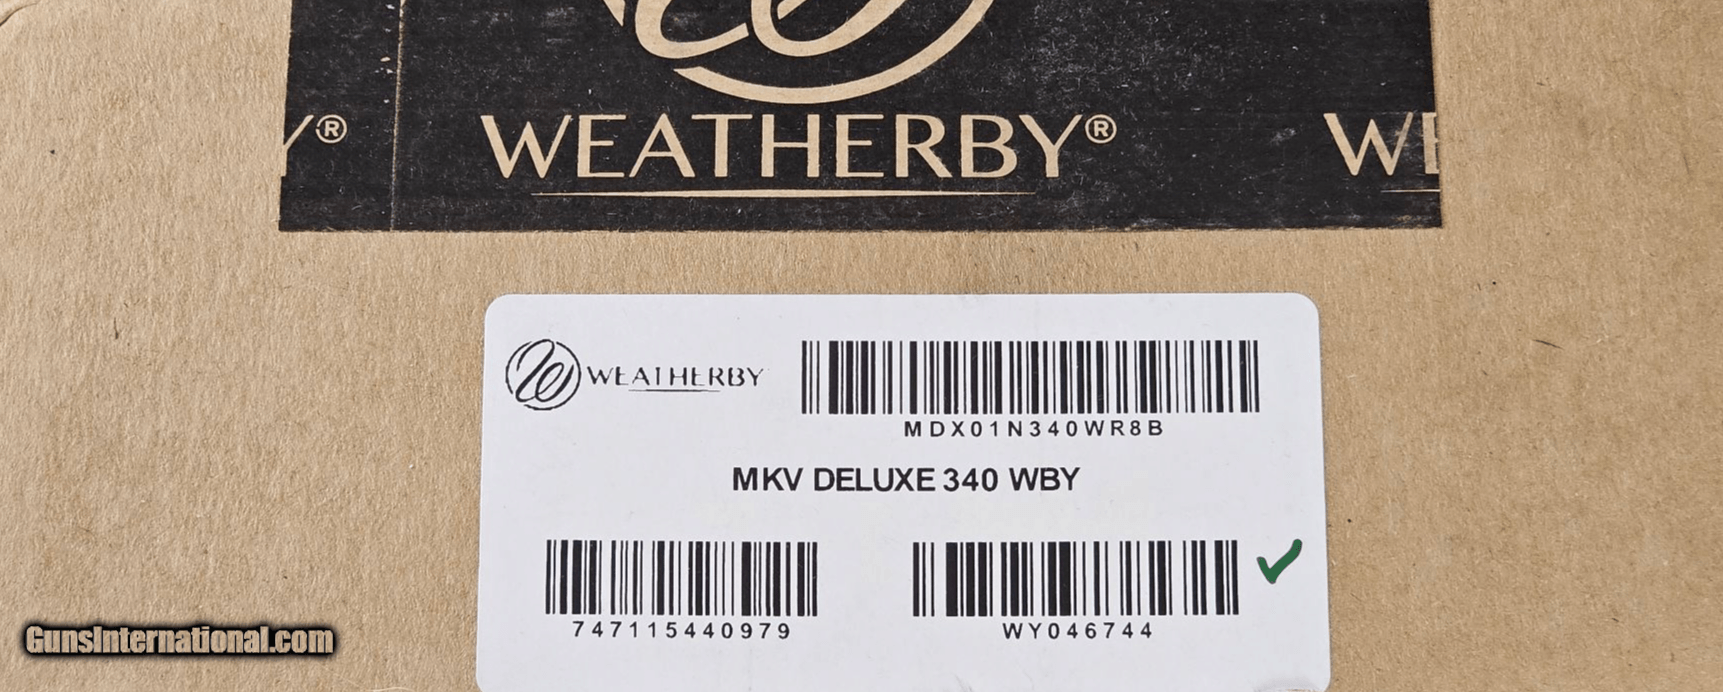 Y® WEATHERBY® WE
WEATHERBY
MDX01N340WR8B
MKV DELUXE 340 WBY
747115440979
WY046744
GunsInternational.com